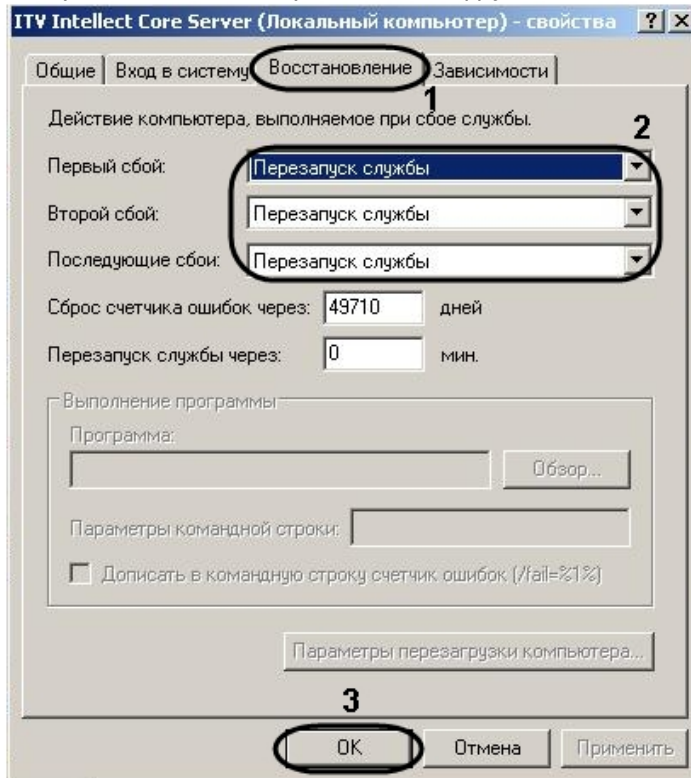 ITV Intellect Core Server (Локальный компьютер) - свойства
Общие Вход в систему Восстановление Зависимости
1
Действие компьютера, выполняемое при сбое службы.
2
Первый сбой: Перезапуск службы
Второй сбой: Перезапуск службы
Последующие сбои: Перезапуск службы
Сброс счетчика ошибок через: 49710 дней
Перезапуск службы через: 0 мин.
Выполнение программы
Программа:
Обзор...
Параметры командной строки:
Дописать в командную строку счетчик ошибок (/fail=%1%)
Параметры перезагрузки компьютера...
3
OK Отмена Применить